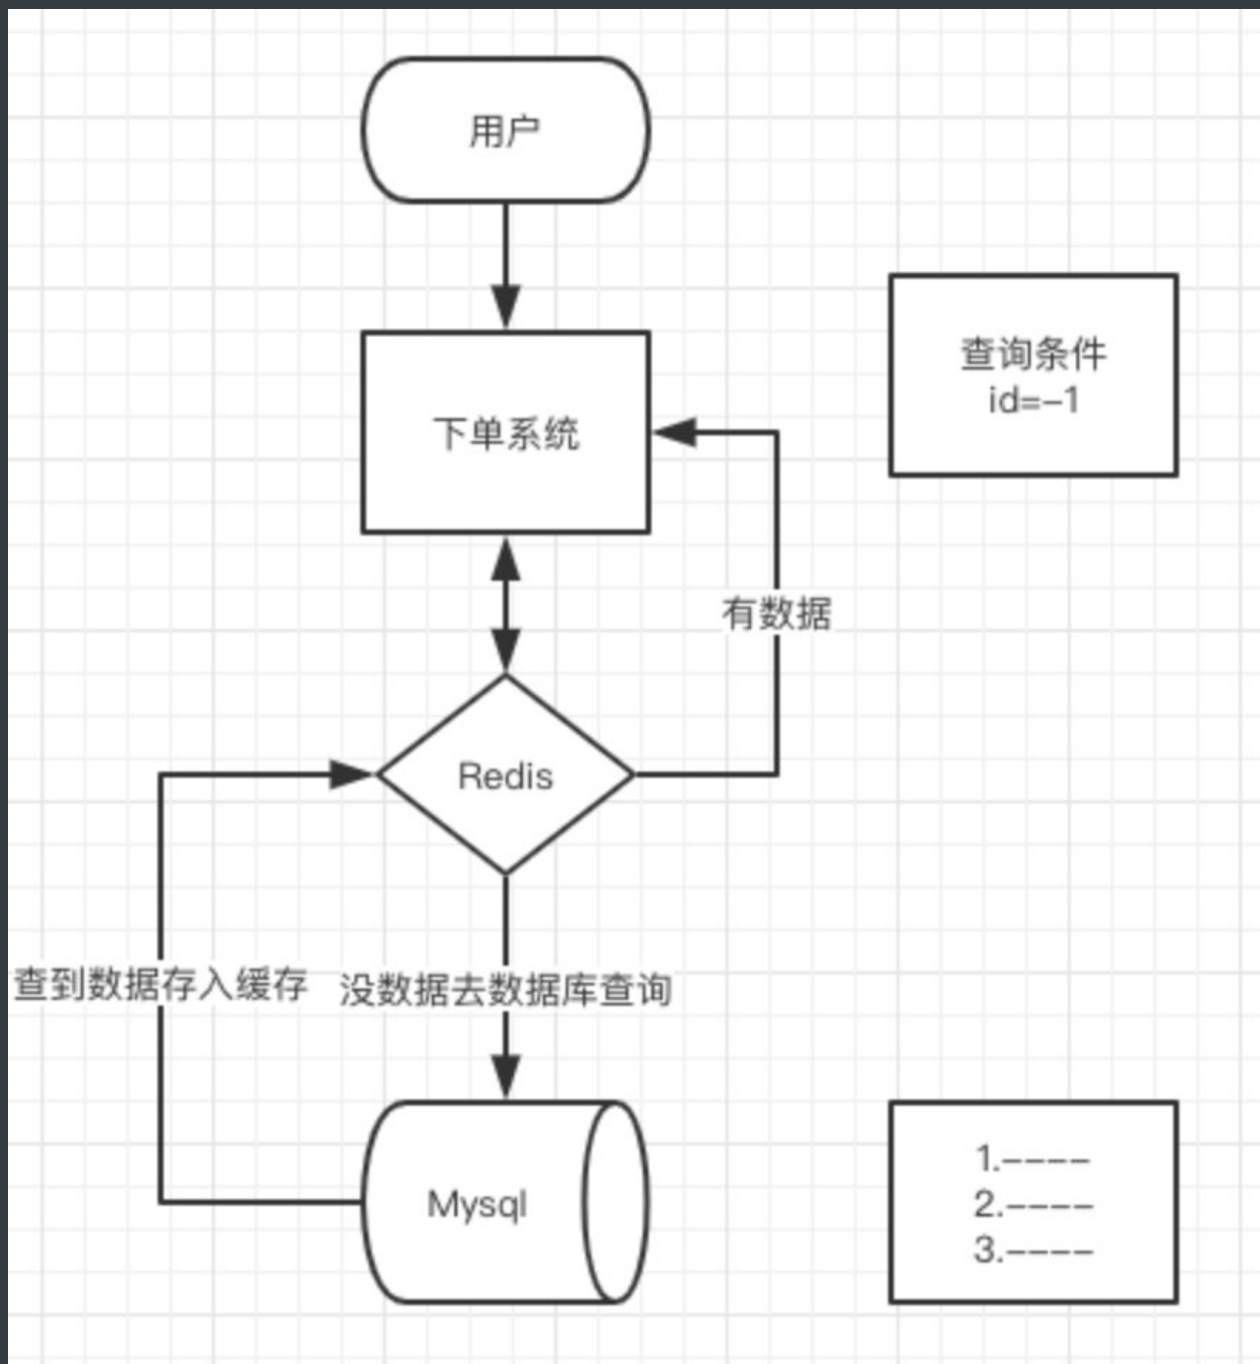 用户
查询条件
id=-1
下单系统
有数据
Redis
查到数据存入缓存
没数据去数据库查询
Mysql
1.----
2.----
3.----